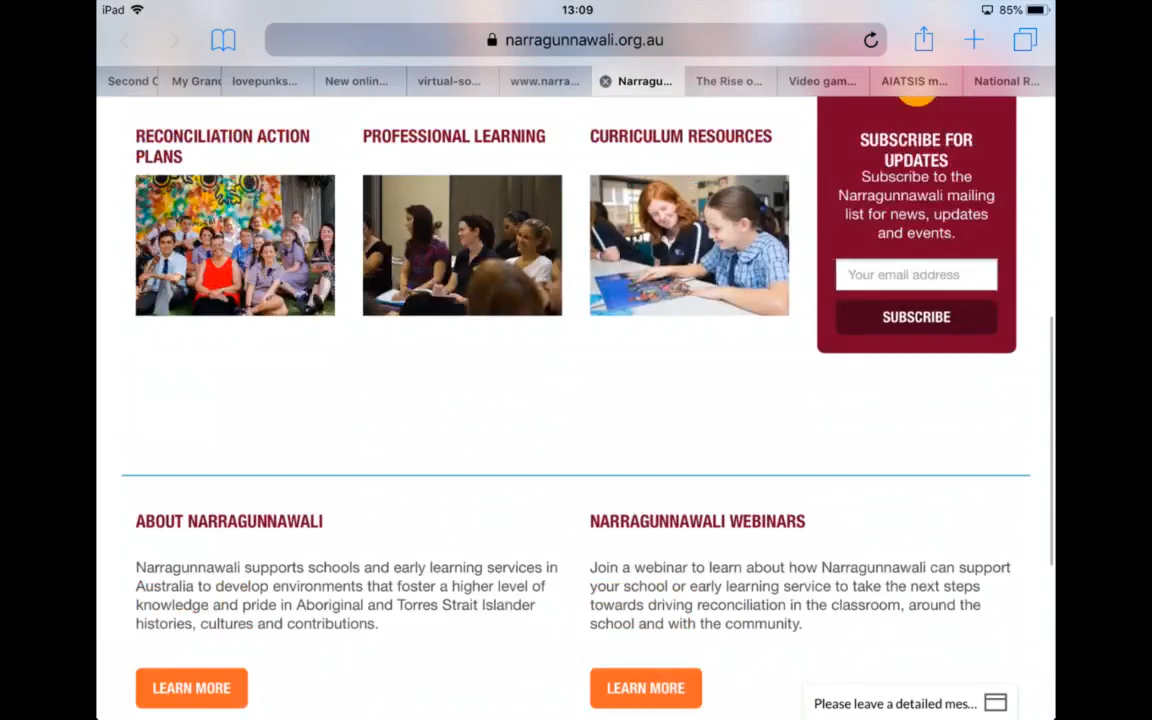 iPad
13:09
85%
narragunnawali.org.au
Second C
My Grand
lovepunks...
New onlin...
virtual-so...
www.narra...
Narragu...
The Rise o...
Video gam...
AIATSIS m...
National R...
RECONCILIATION ACTION
PLANS
PROFESSIONAL LEARNING
CURRICULUM RESOURCES
SUBSCRIBE FOR
UPDATES
Subscribe to the
Narragunnawali mailing
list for news, updates
and events.
Your email address
SUBSCRIBE
ABOUT NARRAGUNNAWALI
Narragunnawali supports schools and early learning services in
Australia to develop environments that foster a higher level of
knowledge and pride in Aboriginal and Torres Strait Islander
histories, cultures and contributions.
LEARN MORE
NARRAGUNNAWALI WEBINARS
Join a webinar to learn about how Narragunnawali can support
your school or early learning service to take the next steps
towards driving reconciliation in the classroom, around the
school and with the community.
LEARN MORE
Please leave a detailed mes...